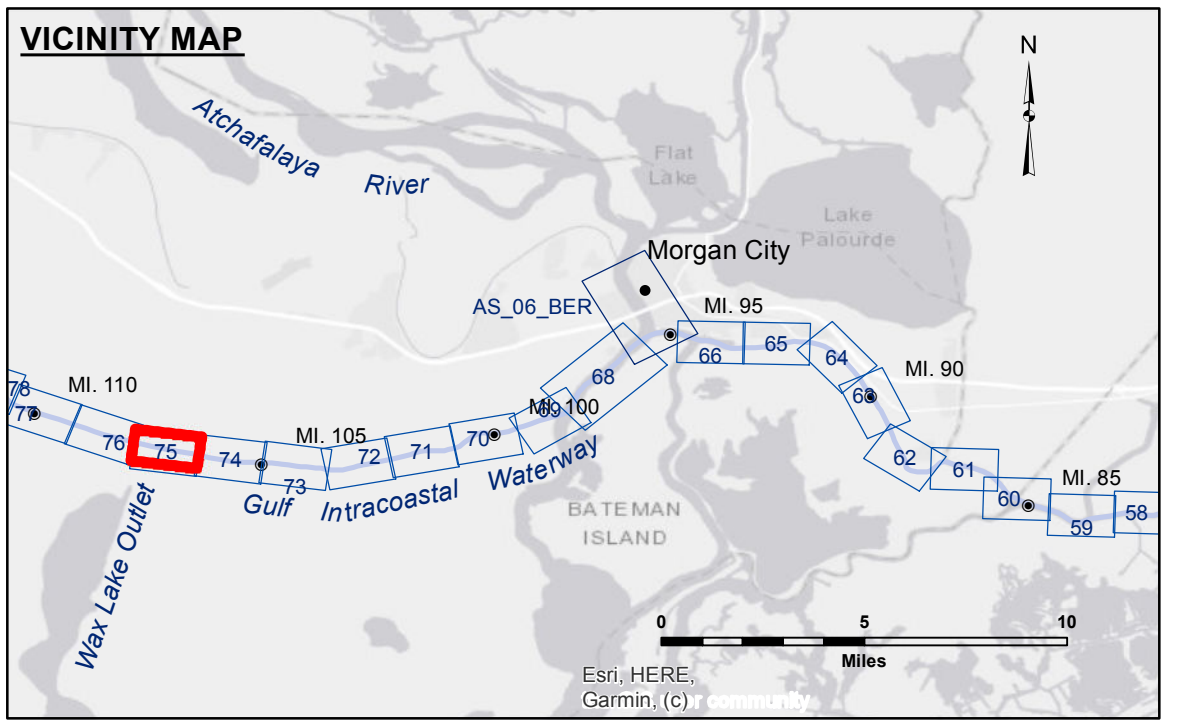 VICINITY MAP
N
Atchafalaya
River
Flat
Lake
Lake
Palourde
Morgan City
AS_06_BER
MI. 95
66
65
64
MI. 90
63
68
78
MI. 110
77
69
MI. 100
76
75
74
MI. 105
73
72
71
70
62
61
MI. 85
60
59
58
Gulf
Intracoastal
Waterway
Wax Lake Outlet
BATEMAN
ISLAND
0
5
10
Miles
Esri, HERE,
Garmin, (c)
r community